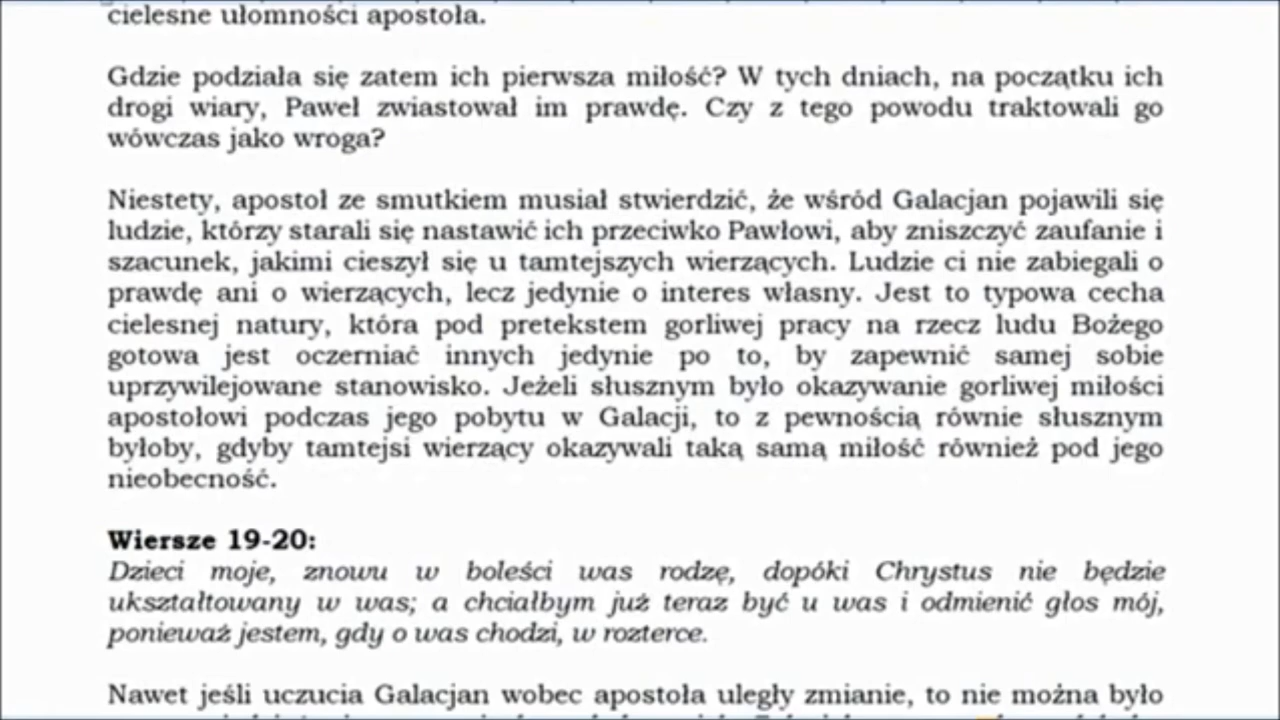 cielesne ułomności apostoła.
Gdzie podziała się zatem ich pierwsza miłość? W tych dniach, na początku ich
drogi wiary, Paweł zwiastował im prawdę. Czy z tego powodu traktowali go
wówczas jako wroga?
Niestety, apostoł ze smutkiem musiał stwierdzić, że wśród Galacjan pojawili się
ludzie, którzy starali się nastawić ich przeciwko Pawłowi, aby zniszczyć zaufanie i
szacunek, jakimi cieszył się u tamtejszych wierzących. Ludzie ci nie zabiegali o
prawdę ani o wierzących, lecz jedynie o interes własny. Jest to typowa cecha
cielesnej natury, która pod pretekstem gorliwej pracy na rzecz ludu Bożego
gotowa jest oczerniać innych jedynie po to, by zapewnić samej sobie
uprzywilejowane stanowisko. Jeżeli słusznym było okazywanie gorliwej miłości
apostołowi podczas jego pobytu w Galacji, to z pewnością równie słusznym
byłoby, gdyby tamtejsi wierzący okazywali taką samą miłość również pod jego
nieobecność.
Wiersze 19-20:
Dzieci moje, znowu w boleści was rodzę, dopóki Chrystus nie będzie
ukształtowany w was; a chciałbym już teraz być u was i odmienić głos mój,
ponieważ jestem, gdy o was chodzi, w rozterce.
Nawet jeśli uczucia Galacjan wobec apostoła uległy zmianie, to nie można było